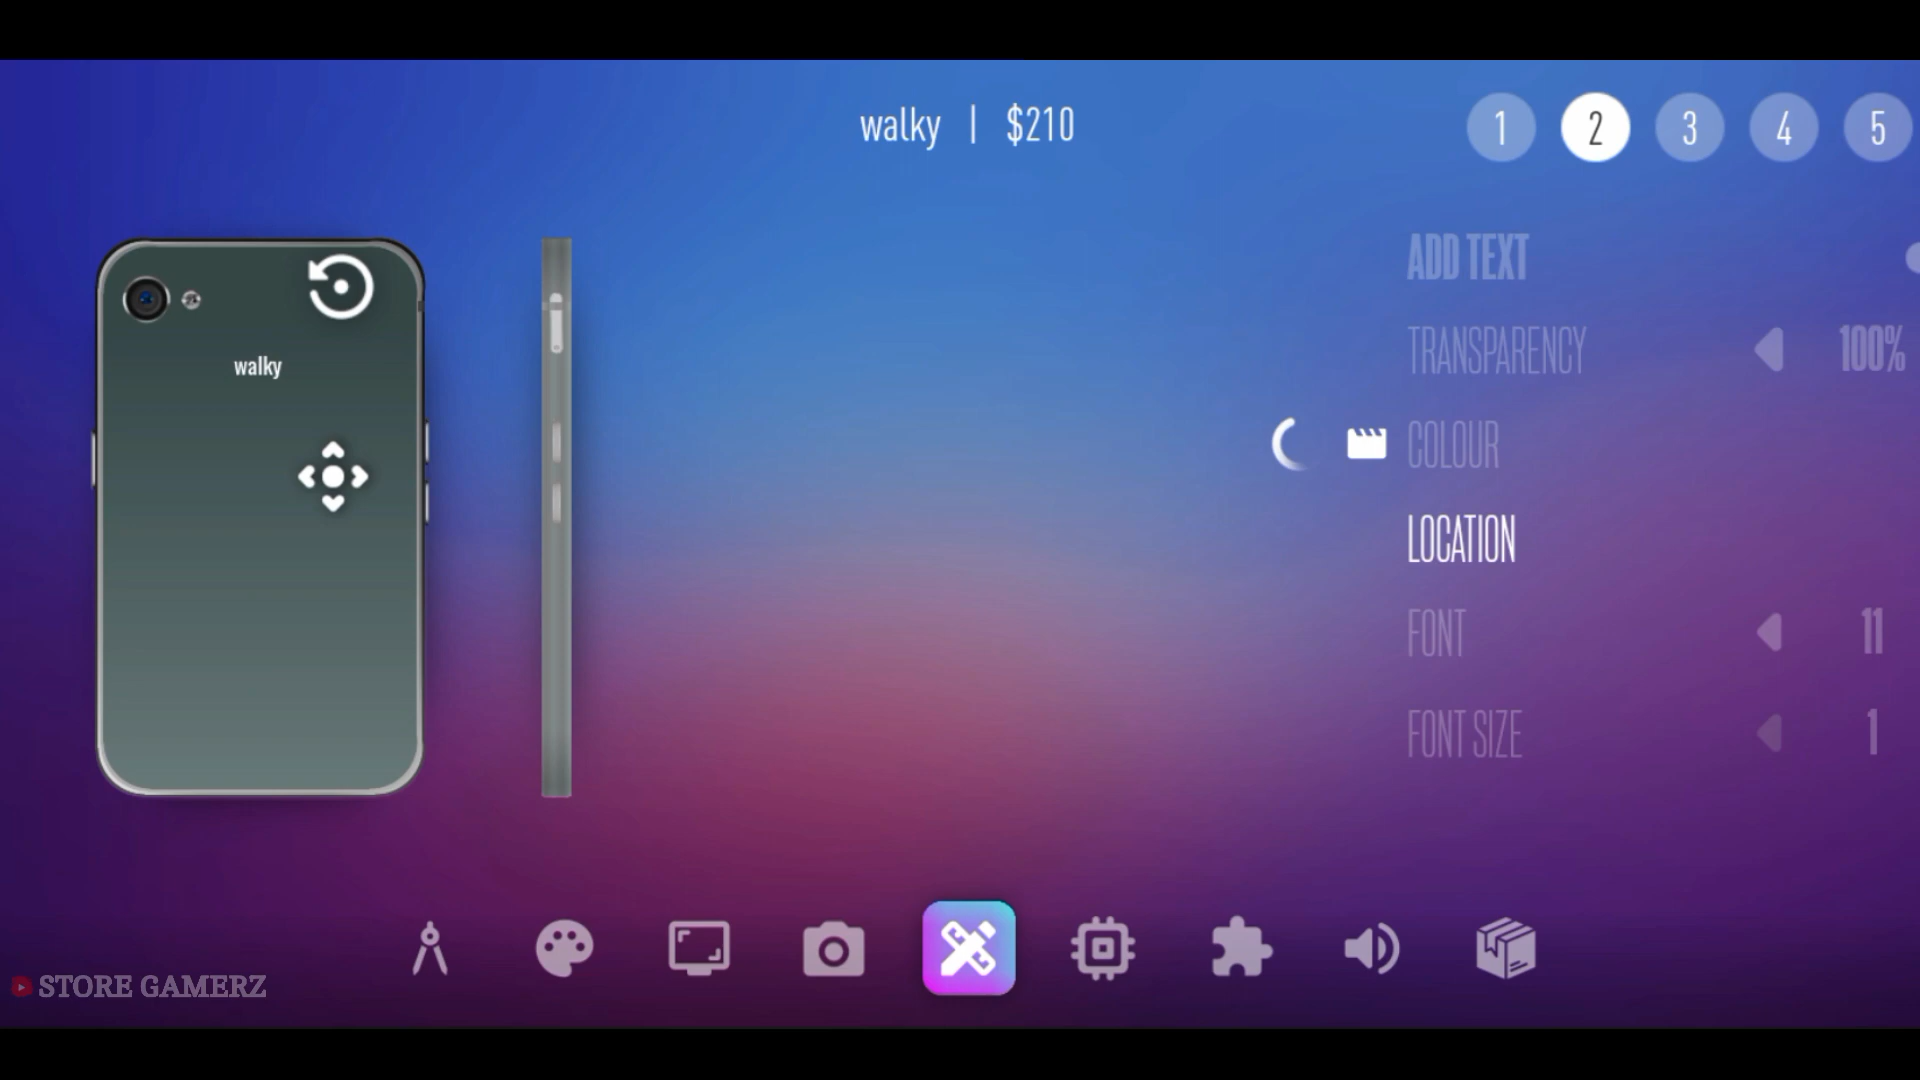 walky | $210
1 2 3 4 5
walky
ADD TEXT
TRANSPARENCY 100%
COLOUR
LOCATION
FONT 11
FONT SIZE 1
STORE GAMERZ